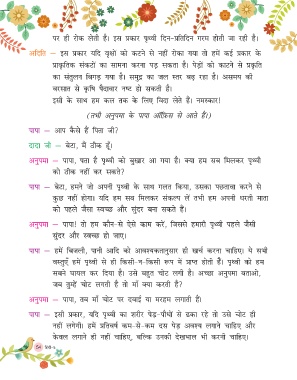 पर ही रोक लेती है। इस प्रकार पृथ्वी दिन-प्रतिदिन गरम होती जा रही है।
अदिति – इस प्रकार यदि वृक्षों को कटने से नहीं रोका गया तो हमें कई प्रकार के
प्राकृतिक संकटों का सामना करना पड़ सकता है। पेड़ों को काटने से प्रकृति
का संतुलन बिगड़ गया है। समुद्र का जल स्तर बढ़ रहा है। असमय की
बरसात से कृषि पैदावार नष्ट हो सकती है।
इसी के साथ हम कल तक के लिए विदा लेते हैं। नमस्कार!
(तभी अनुपमा के पापा ऑफिस से आते हैं।)
पापा – आप कैसे हैं पिता जी?
दादा जी – बेटा, मैं ठीक हूँ।
अनुपमा – पापा, पता है पृथ्वी को बुखार आ गया है। क्या हम सब मिलकर पृथ्वी
को ठीक नहीं कर सकते?
पापा – बेटा, हमने जो अपनी पृथ्वी के साथ गलत किया, उसका पछतावा करने से
कुछ नहीं होगा। यदि हम सब मिलकर संकल्प लें तभी हम अपनी धरती माता
को पहले जैसा स्वच्छ और सुंदर बना सकते हैं।
अनुपमा – पापा! तो हम कौन-से ऐसे काम करें, जिससे हमारी पृथ्वी पहले जैसी
सुंदर और स्वच्छ हो जाए।
पापा – हमें बिजली, पानी आदि को आवश्यकतानुसार ही खर्च करना चाहिए। ये सभी
वस्तुएँ हमें पृथ्वी से ही किसी-न-किसी रूप में प्राप्त होती हैं। पृथ्वी को हम
सबने घायल कर दिया है। उसे बहुत चोट लगी है। अच्छा अनुपमा बताओ,
जब तुम्हें चोट लगती है तो माँ क्या करती है?
अनुपमा – पापा, तब माँ चोट पर दवाई या मरहम लगाती हैं।
पापा – इसी प्रकार, यदि पृथ्वी का शरीर पेड़-पौधों से ढका रहे तो उसे चोट ही
नहीं लगेगी। हमें प्रतिवर्ष कम-से-कम दस पेड़ अवश्य लगाने चाहिए और
केवल लगाने ही नहीं चाहिए, बल्कि उनकी देखभाल भी करनी चाहिए।
54